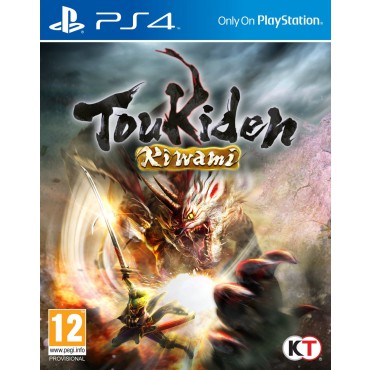 PS4
Only On PlayStation
TouKiden
Kiwami
12
www.pegi.info
PROVISIONAL
KT